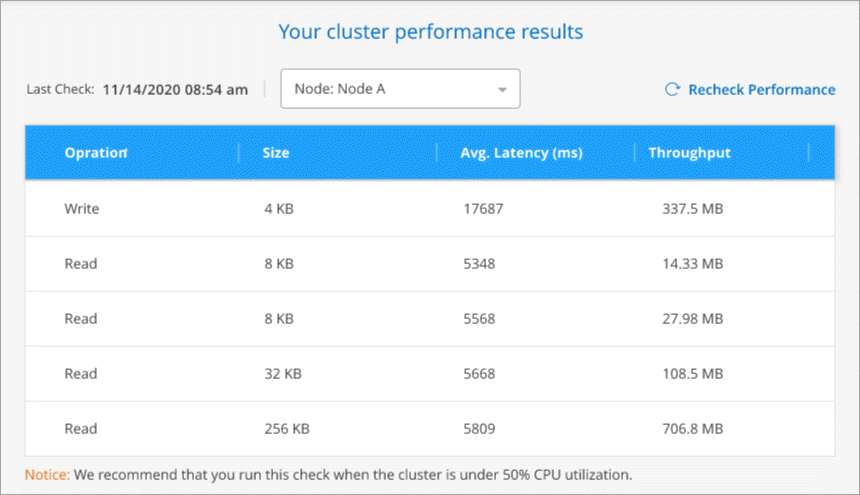 Your cluster performance results
Last Check: 11/14/2020 08:54 am Node: Node A Recheck Performance
Opration Size Avg. Latency (ms) Throughput
Write 4 KB 17687 337.5 MB
Read 8 KB 5348 14.33 MB
Read 8 KB 5568 27.98 MB
Read 32 KB 5668 108.5 MB
Read 256 KB 5809 706.8 MB
Notice: We recommend that you run this check when the cluster is under 50% CPU utilization.